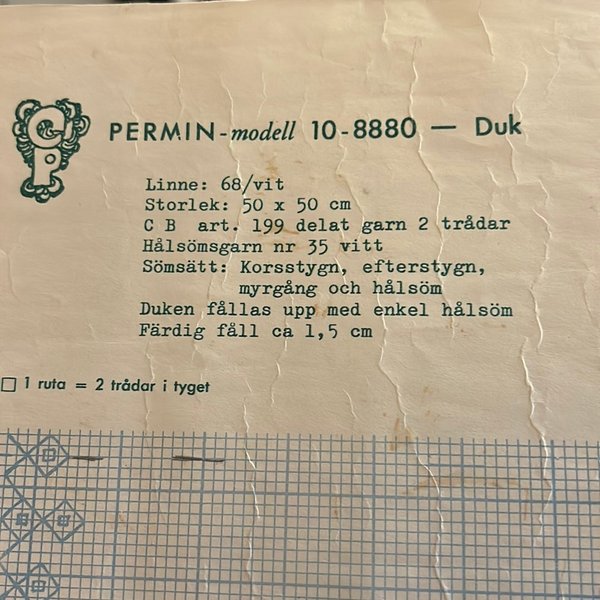 PERMIN-modell 10-8880 — Duk
Linne: 68/vit
Storlek: 50 x 50 cm
C B art. 199 delat garn 2 trådar
Hålsömsgarn nr 35 vitt
Sömsätt: Korsstygn, efterstygn,
myrgång och hålsöm
Duken fållas upp med enkel hålsöm
Färdig fåll ca 1,5 cm
1 ruta = 2 trådar i tyget